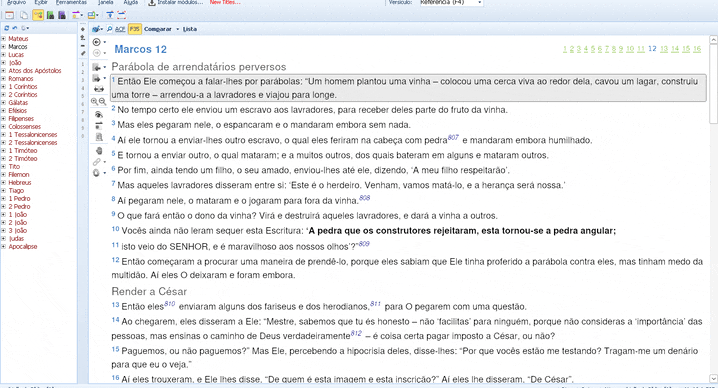 Arquivo Exibir Ferramentas Janela Ajuda Instalar módulos... New Titles... Versículo: Referência (F4)
ACF PJS Comparar Lista
Mateus
Marcos
Lucas
João
Atos dos Apóstolos
Romanos
1 Coríntios
2 Coríntios
Gálatas
Efésios
Filipenses
Colossenses
1 Tessalonicenses
2 Tessalonicenses
1 Timóteo
2 Timóteo
Tito
Filemon
Hebreus
Tiago
1 Pedro
2 Pedro
1 João
2 João
3 João
Judas
Apocalipse
Marcos 12
1 2 3 4 5 6 7 8 9 10 11 12 13 14 15 16
Parábola de arrendatários perversos
1 Então Ele começou a falar-lhes por parábolas: “Um homem plantou uma vinha – colocou uma cerca viva ao redor dela, cavou um lagar, construiu
uma torre – arrendou-a a lavradores e viajou para longe.
2 No tempo certo ele enviou um escravo aos lavradores, para receber deles parte do fruto da vinha.
3 Mas eles pegaram nele, o espancaram e o mandaram embora sem nada.
4 Aí ele tornou a enviar-lhes outro escravo, o qual eles feriram na cabeça com pedra807 e mandaram embora humilhado.
5 E tornou a enviar outro, o qual mataram; e a muitos outros, dos quais bateram em alguns e mataram outros.
6 Por fim, ainda tendo um filho, o seu amado, enviou-lhes até ele, dizendo, ‘A meu filho respeitarão’.
7 Mas aqueles lavradores disseram entre si: ‘Este é o herdeiro. Venham, vamos matá-lo, e a herança será nossa.’
8 Aí pegaram nele, o mataram e o jogaram para fora da vinha.808
9 O que fará então o dono da vinha? Virá e destruirá aqueles lavradores, e dará a vinha a outros.
10 Vocês ainda não leram sequer esta Escritura: ‘A pedra que os construtores rejeitaram, esta tornou-se a pedra angular;
11 isto veio do SENHOR, e é maravilhoso aos nossos olhos’?”809
12 Então começaram a procurar uma maneira de prendê-lo, porque eles sabiam que Ele tinha proferido a parábola contra eles, mas tinham medo da
multidão. Aí eles O deixaram e foram embora.
Render a César
13 Então eles810 enviaram alguns dos fariseus e dos herodianos,811 para O pegarem com uma questão.
14 Ao chegarem, eles disseram a Ele: “Mestre, sabemos que tu és honesto – não ‘facilitas’ para ninguém, porque não consideras a ‘importância’ das
pessoas, mas ensinas o caminho de Deus verdadeiramente812 – é coisa certa pagar imposto a César, ou não?
15 Paguemos, ou não paguemos?” Mas Ele, percebendo a hipocrisia deles, disse-lhes: “Por que vocês estão me testando? Tragam-me um denário
para que eu o veja.”
16 Aí eles trouxeram, e Ele lhes disse, “De quem é esta imagem e esta inscrição?” Aí eles lhe disseram, “De César”.